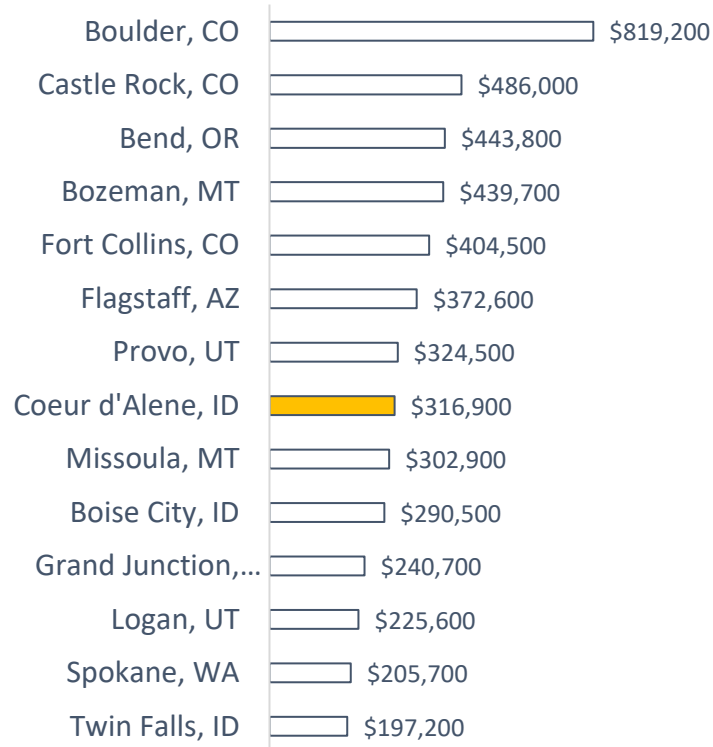 Boulder, CO $819,200
Castle Rock, CO $486,000
Bend, OR $443,800
Bozeman, MT $439,700
Fort Collins, CO $404,500
Flagstaff, AZ $372,600
Provo, UT $324,500
Coeur d'Alene, ID $316,900
Missoula, MT $302,900
Boise City, ID $290,500
Grand Junction,... $240,700
Logan, UT $225,600
Spokane, WA $205,700
Twin Falls, ID $197,200